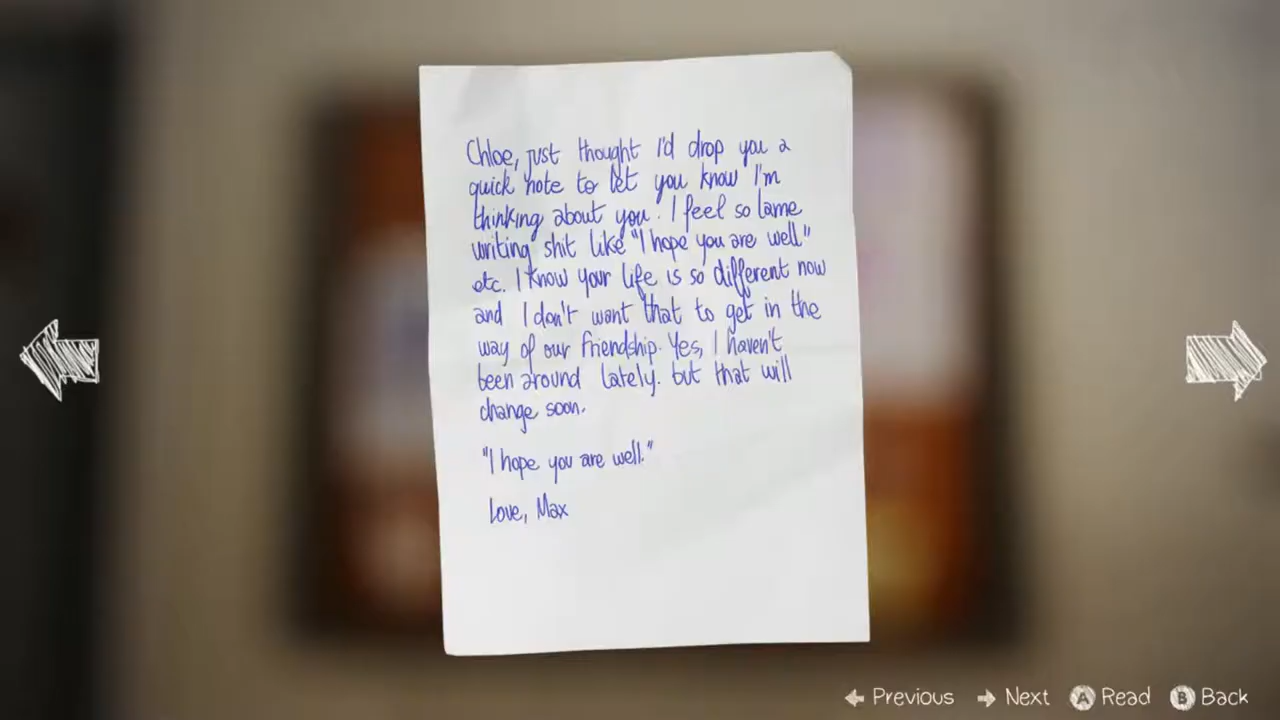 Chloe, just thought I'd drop you a
quick note to let you know I'm
thinking about you. I feel so lame
writing shit like "I hope you are well."
etc. I know your life is so different now
and I don't want that to get in the
way of our friendship. Yes, I haven't
been around lately. but that will
change soon.
"I hope you are well."
Love, Max
Previous Next A Read B Back